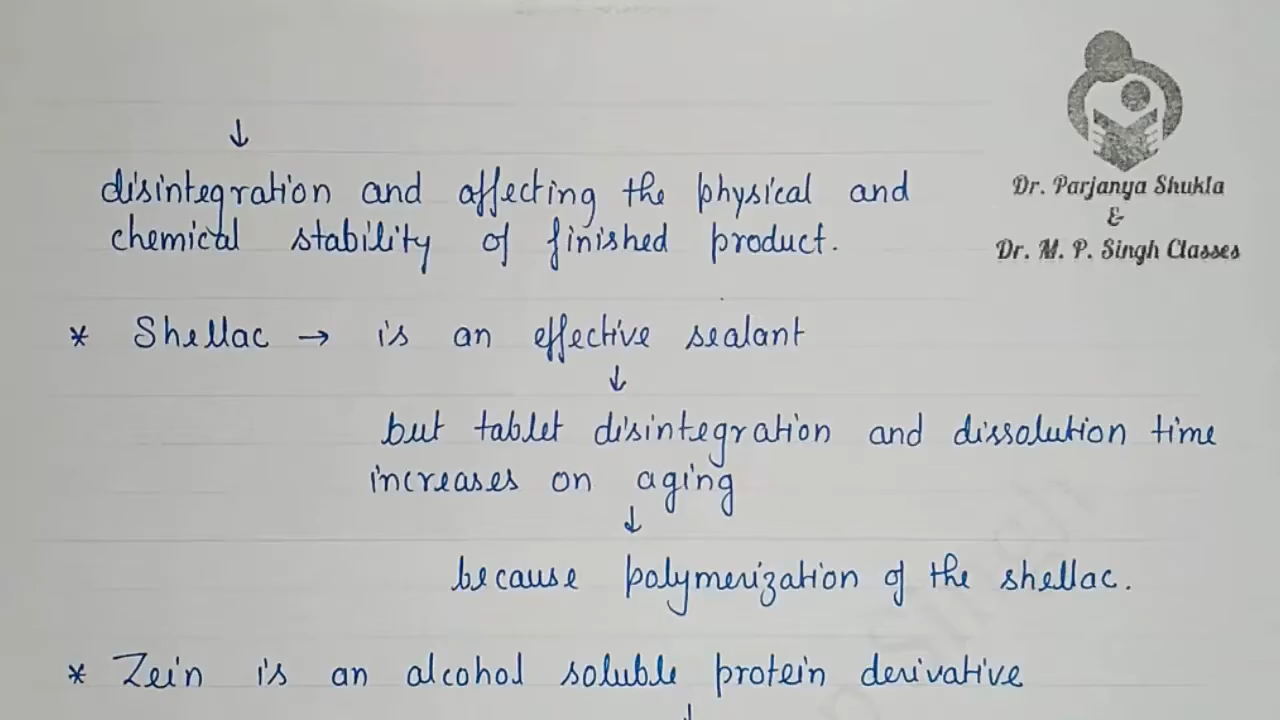 ↓
disintegration and affecting the physical and
chemical stability of finished product.
* Shellac → is an effective sealant
↓
but tablet disintegration and dissolution time
increases on aging
↓
because polymerization of the shellac.
* Zein is an alcohol soluble protein derivative
↓
Dr. Parjanya Shukla
&
Dr. M. P. Singh Classes